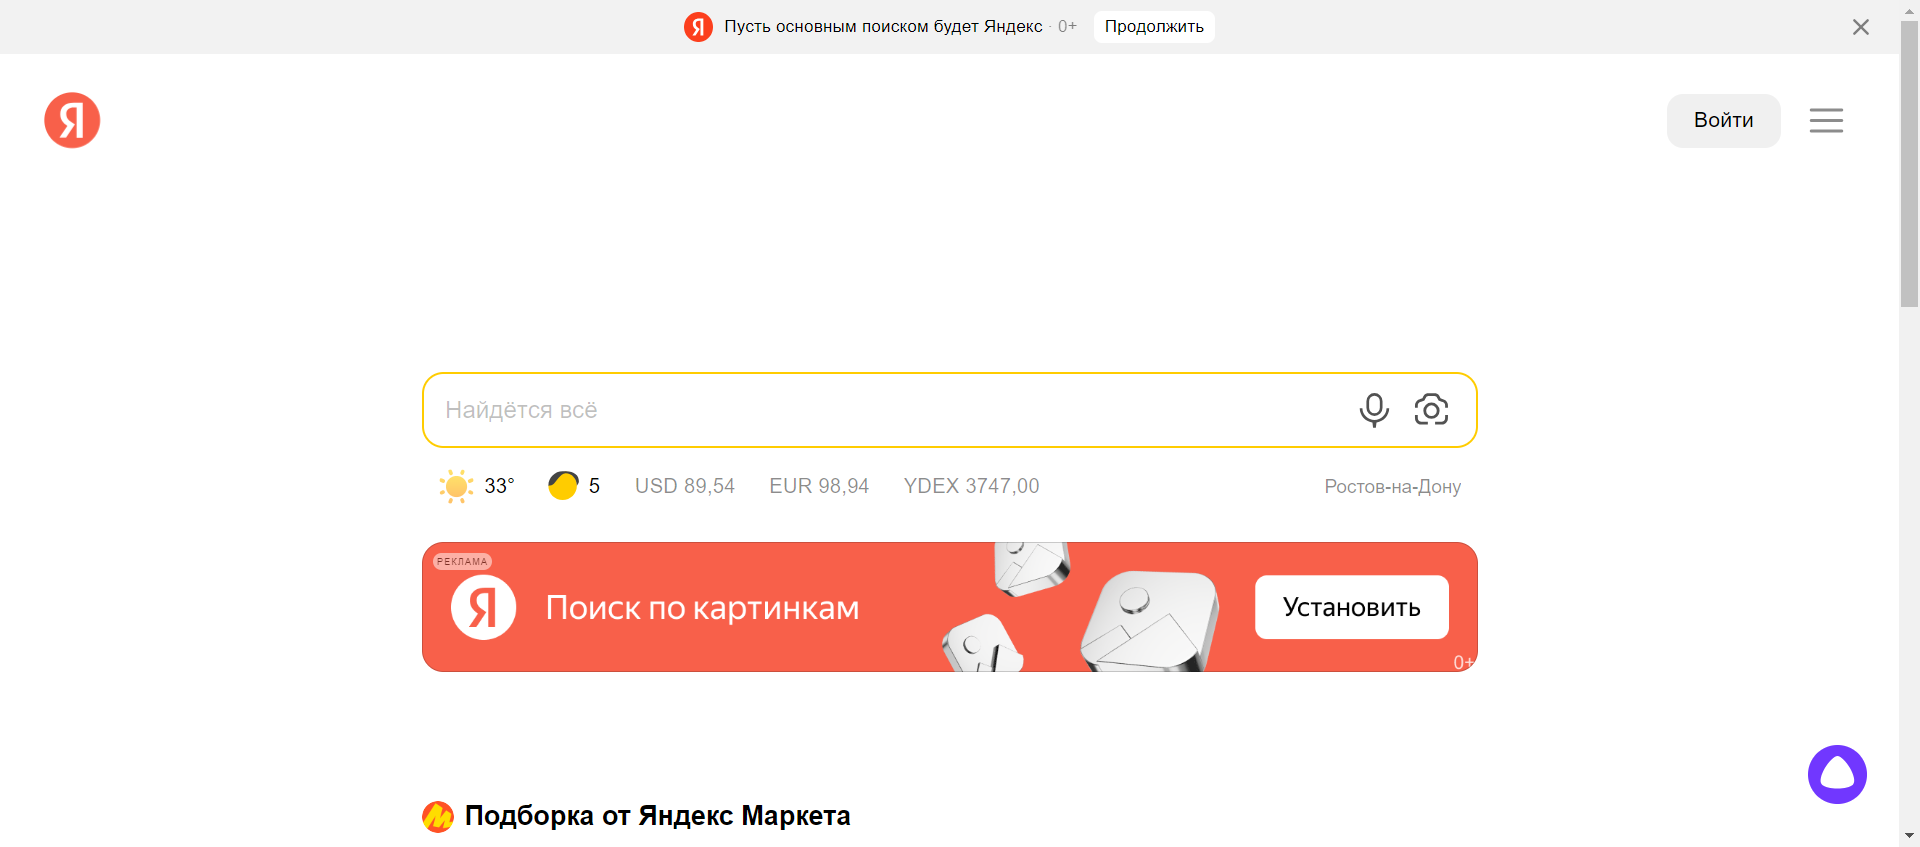 Я Пусть основным поиском будет Яндекс · 0+ Продолжить
Я Войти
Найдётся всё
33° 5 USD 89,54 EUR 98,94 YDEX 3747,00 Ростов-на-Дону
РЕКЛАМА
Я Поиск по картинкам Установить
0+
Подборка от Яндекс Маркета